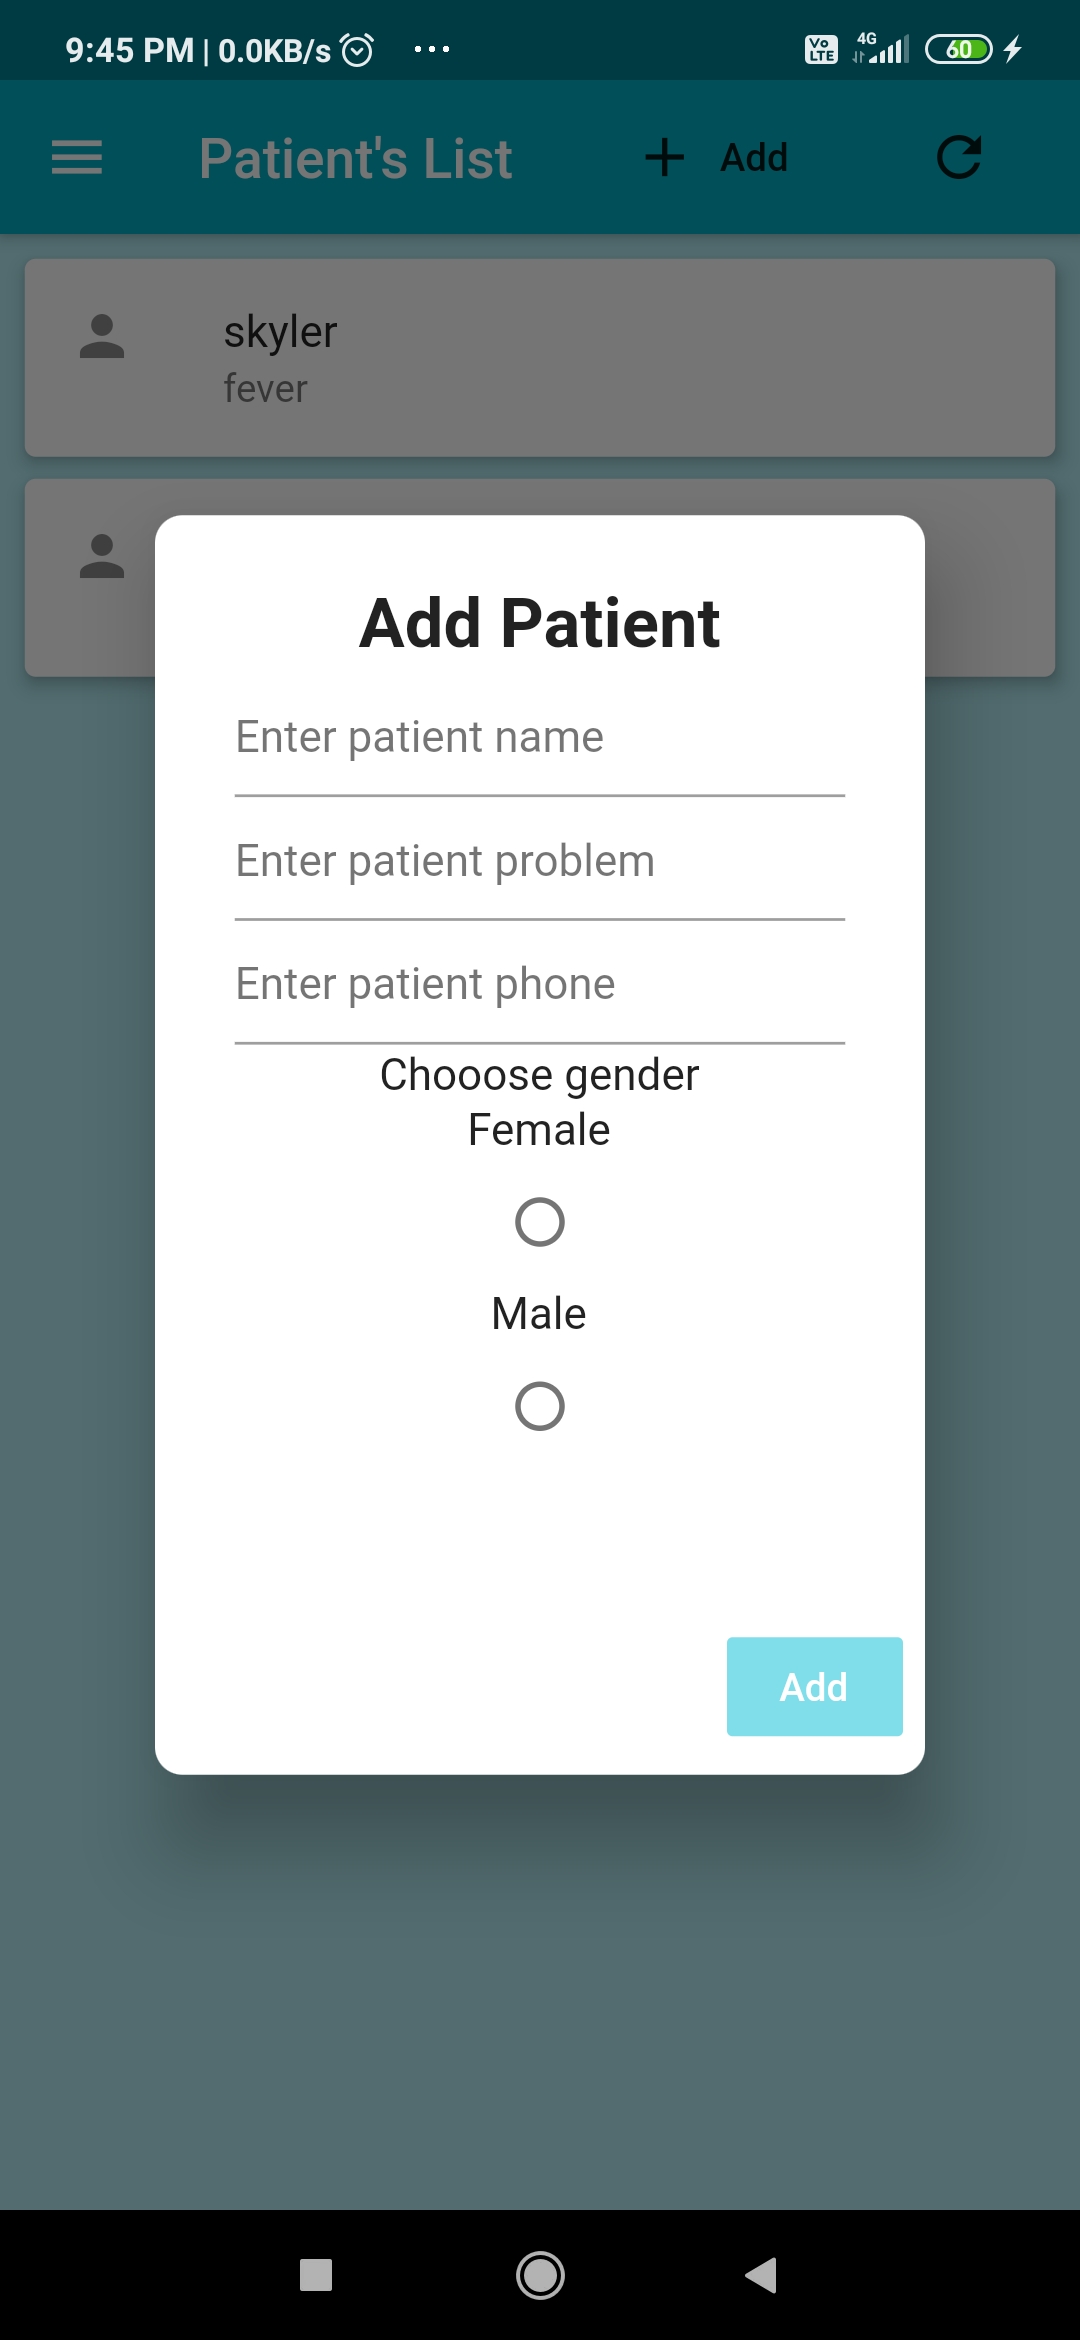 9:45 PM | 0.0KB/s ... Vo LTE 4G 60
Patient's List + Add
skyler
fever
Add Patient
Enter patient name
Enter patient problem
Enter patient phone
Chooose gender
Female
Male
Add